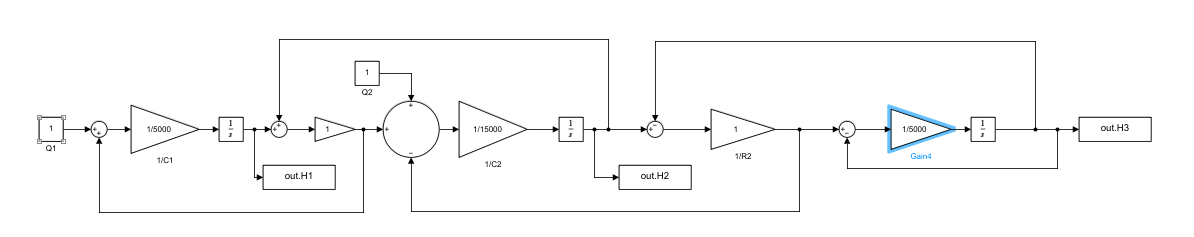 1
Q1
+
+
1/5000
1/C1
1
s
+
+
1
out.H1
1
Q2
+
+
−
1/15000
1/C2
1
s
out.H2
+
−
1
1/R2
+
−
1/5000
Gain4
1
s
out.H3